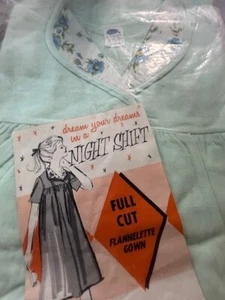 dream your dreams
in a
NIGHT SHIFT
FULL
CUT
FLANNELETTE
GOWN